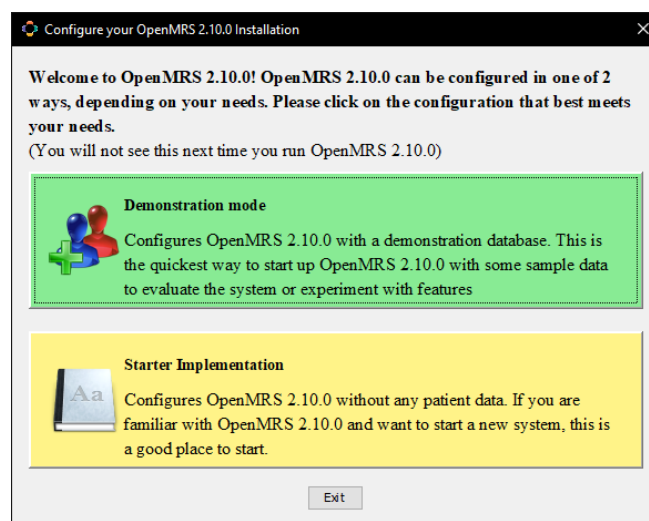 Configure your OpenMRS 2.10.0 Installation
Welcome to OpenMRS 2.10.0! OpenMRS 2.10.0 can be configured in one of 2
ways, depending on your needs. Please click on the configuration that best meets
your needs.
(You will not see this next time you run OpenMRS 2.10.0)
Demonstration mode
Configures OpenMRS 2.10.0 with a demonstration database. This is
the quickest way to start up OpenMRS 2.10.0 with some sample data
to evaluate the system or experiment with features
Starter Implementation
Aa
Configures OpenMRS 2.10.0 without any patient data. If you are
familiar with OpenMRS 2.10.0 and want to start a new system, this is
a good place to start.
Exit